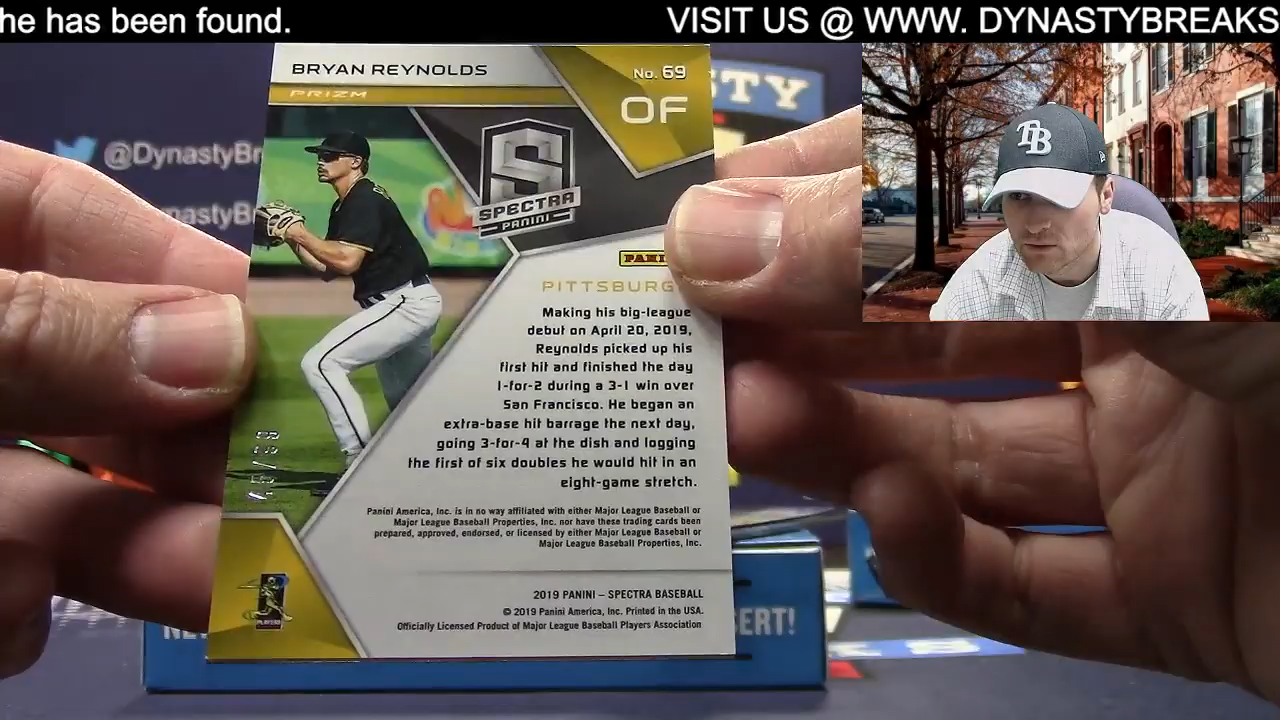 he has been found.
VISIT US @ WWW. DYNASTYBREAKS
STY
@DynastyBr
nastyBr
BRYAN REYNOLDS
No. 69
PRIZM
OF
S
SPECTRA
PANINI
TB
PANI
PITTSBURG
Making his big-league
debut on April 20, 2019,
Reynolds picked up his
first hit and finished the day
1-for-2 during a 3-1 win over
San Francisco. He began an
extra-base hit barrage the next day,
going 3-for-4 at the dish and logging
the first of six doubles he would hit in an
eight-game stretch.
Panini America, Inc. is in no way affiliated with either Major League Baseball or
Major League Baseball Properties, Inc. nor have these trading cards been
prepared, approved, endorsed, or licensed by either Major League Baseball or
Major League Baseball Properties, Inc.
2019 PANINI – SPECTRA BASEBALL
© 2019 Panini America, Inc. Printed in the USA.
Officially Licensed Product of Major League Baseball Players Association
PLAYERS
NE
BERT!